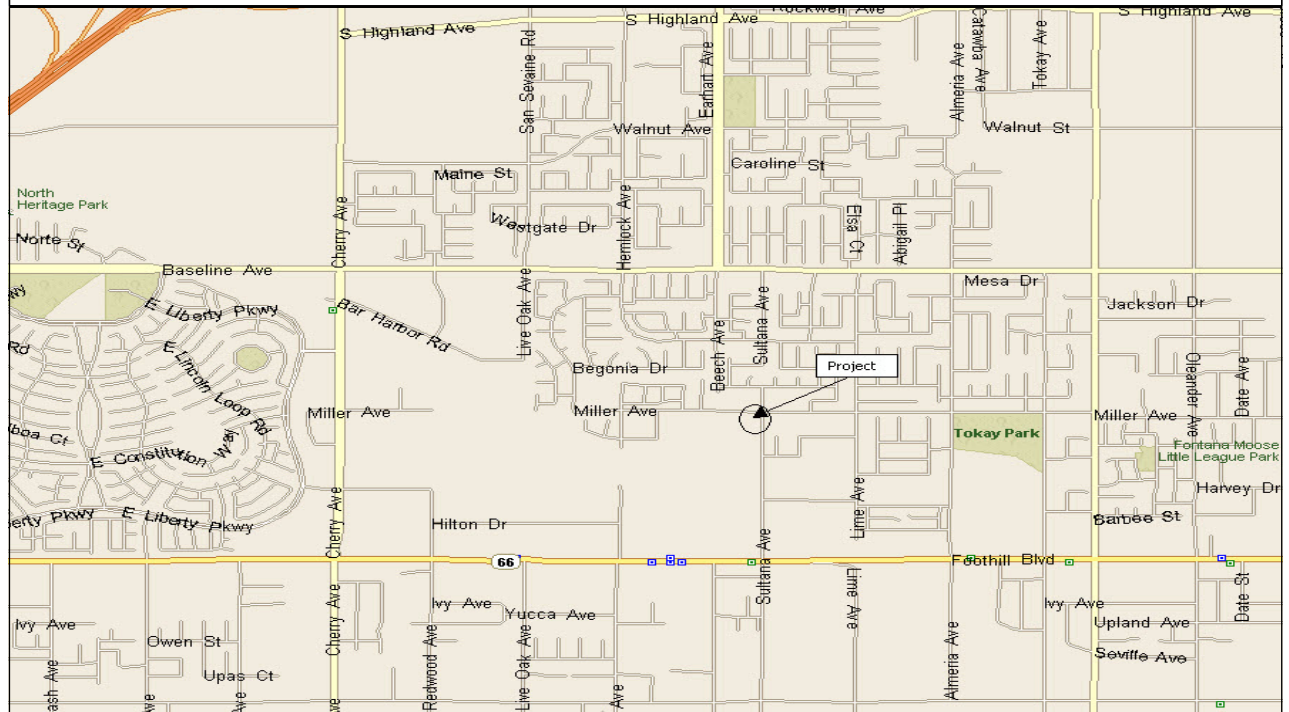 Rockwell Ave
S Highland Ave
S Highland Ave
S Highland Ave
San Sevaine Rd
Earhart Ave
Almeria Ave
Catawba Ave
Tokay Ave
Walnut Ave
Walnut St
Caroline St
Maine St
North
Heritage Park
Westgate Dr
Hemlock Ave
Elsa Ct
Abigail Pl
Cherry Ave
Norte St
Baseline Ave
Mesa Dr
E Liberty Pkwy
Bar Harbor Rd
Live Oak Ave
Sultana Ave
Jackson Dr
Rd
E Lincoln Loop Rd
Begonia Dr
Beech Ave
Project
Oleander Ave
Date Ave
Miller Ave
Miller Ave
Miller Ave
Tokay Park
Fontana Moose
Little League Park
E Constitution Way
Harvey Dr
Lime Ave
Cherry Ave
E Liberty Pkwy
Hilton Dr
Barbee St
Sultana Ave
66
Foothill Blvd
Ivy Ave
Yucca Ave
Lime Ave
Ivy Ave
Date St
Ivy Ave
Owen St
Cherry Ave
Upland Ave
Upas Ct
Redwood Ave
Live Oak Ave
Almeria Ave
Seville Ave